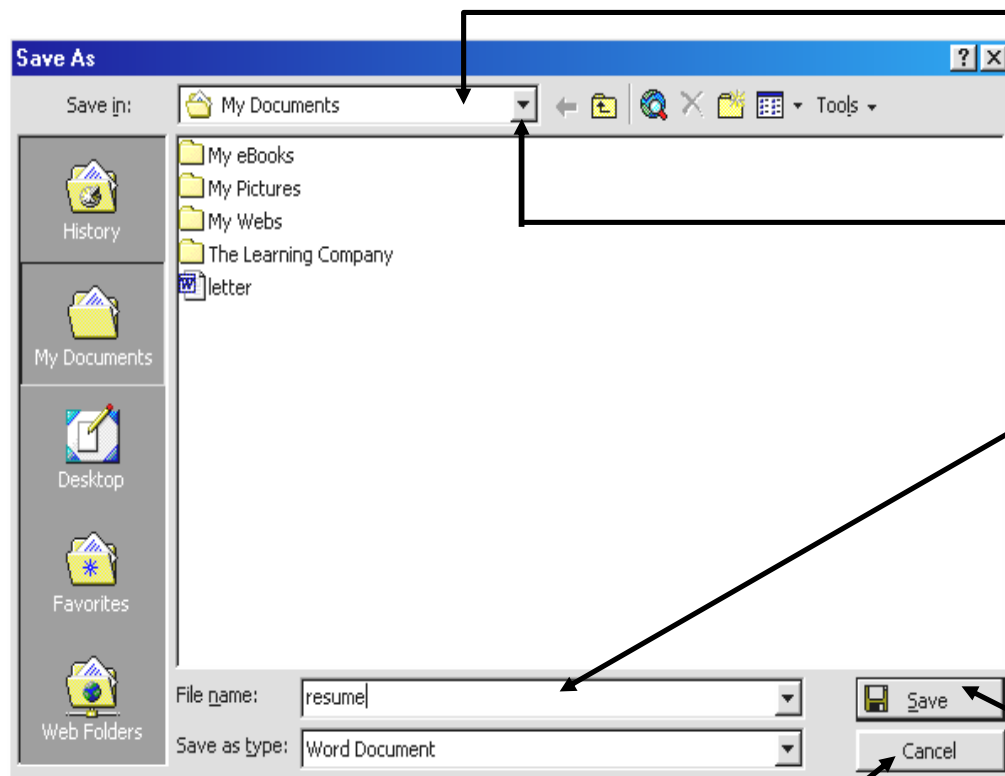 Save As
Save in: My Documents Tools
My eBooks
My Pictures
My Webs
The Learning Company
letter
History
My Documents
Desktop
Favorites
Web Folders
File name: resume Save
Save as type: Word Document Cancel